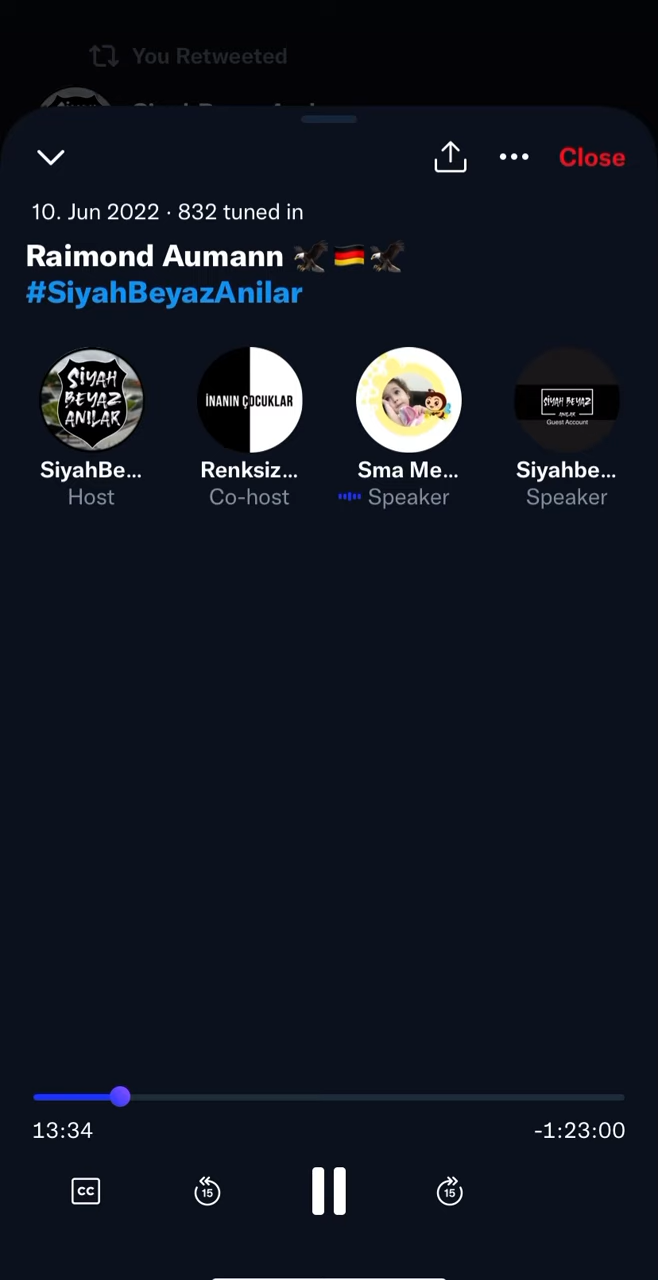 You Retweeted
Close
10. Jun 2022 · 832 tuned in
Raimond Aumann 🦅🇩🇪🦅
#SiyahBeyazAnilar
SİYAH
BEYAZ
ANILAR
İNANIN ÇOCUKLAR
SİYAH BEYAZ
ANILAR
Guest Account
SiyahBe...
Renksiz...
Sma Me...
Siyahbe...
Host
Co-host
Speaker
Speaker
13:34
-1:23:00
CC
15
15